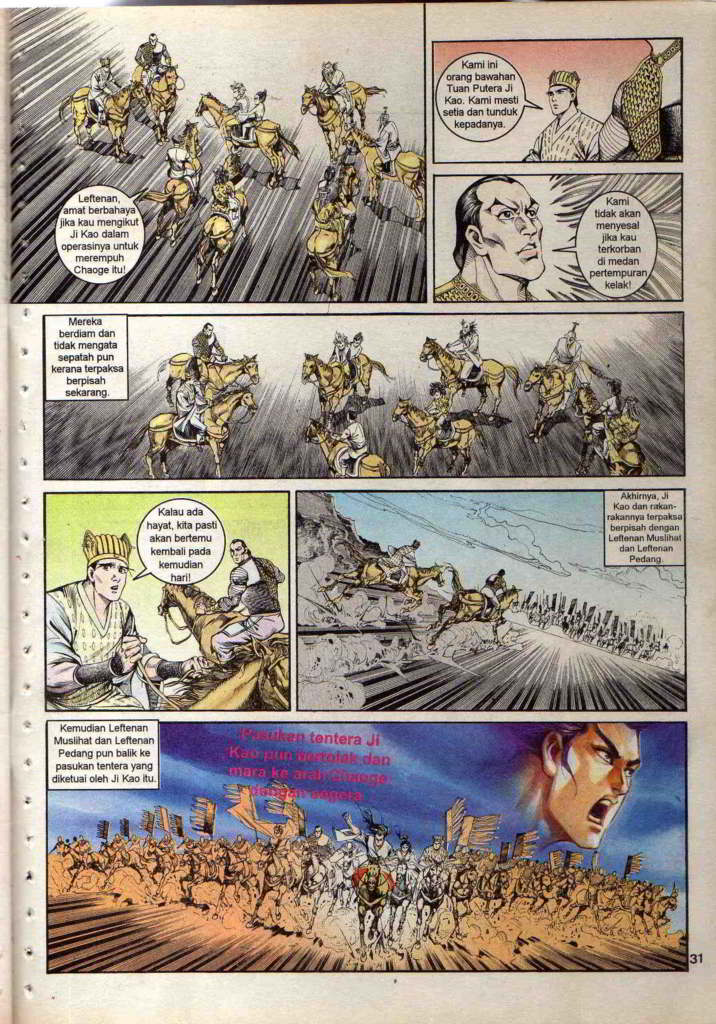 Leftenan,
amat berbahaya
jika kau mengikut
Ji Kao dalam
operasinya untuk
merempuh
Chaoge itu!
Kami ini
orang bawahan
Tuan Putera Ji
Kao. Kami mesti
setia dan tunduk
kepadanya.
Kami
tidak akan
menyesal
jika kau
terkorban
di medan
pertempuran
kelak!
Mereka
berdiam dan
tidak mengata
sepatah pun
kerana terpaksa
berpisah
sekarang.
Kalau ada
hayat, kita pasti
akan bertemu
kembali pada
kemudian
hari!
Akhirnya, Ji
Kao dan rakan-
rakannya terpaksa
berpisah dengan
Leftenan Muslihat
dan Leftenan
Pedang.
Kemudian Leftenan
Muslihat dan Leftenan
Pedang pun balik ke
pasukan tentera yang
diketuai oleh Ji Kao itu.
Pasukan tentera Ji
Kao pun bertolak dan
mara ke arah Chaoge
dengan segera.
31